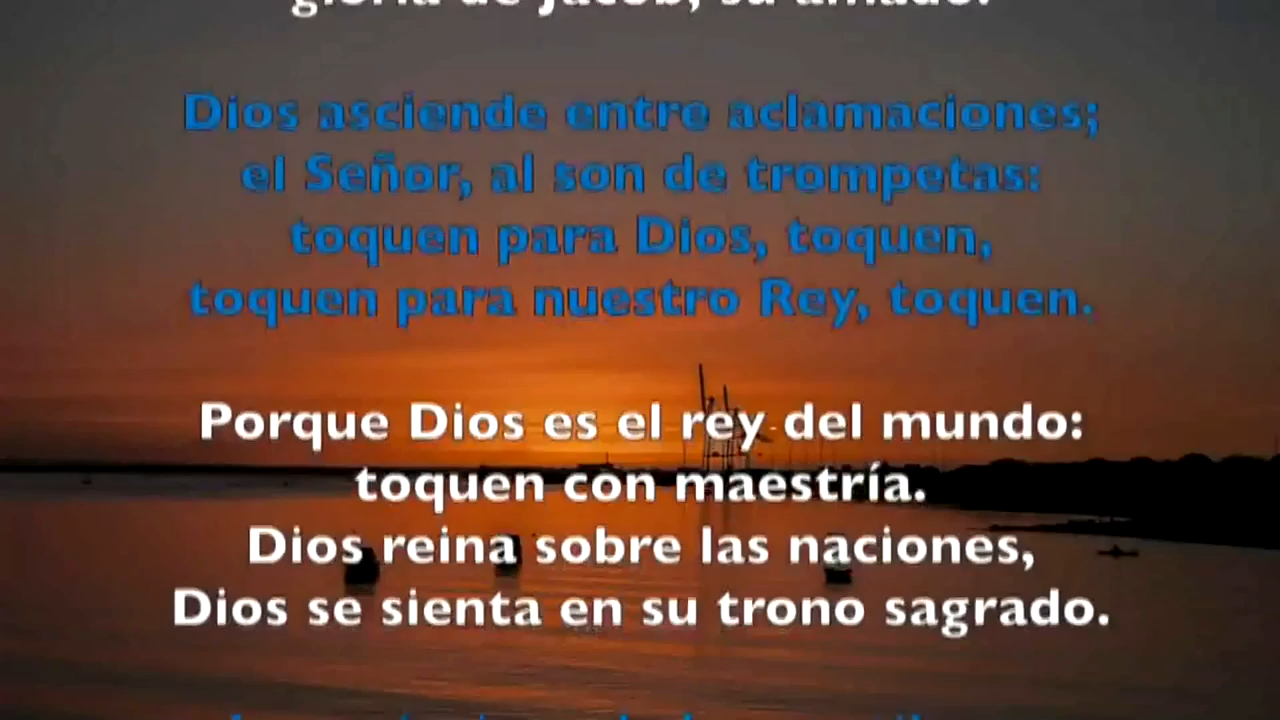 gloria de Jacob, su amado.
Dios asciende entre aclamaciones;
el Señor, al son de trompetas:
toquen para Dios, toquen,
toquen para nuestro Rey, toquen.
Porque Dios es el rey del mundo:
toquen con maestría.
Dios reina sobre las naciones,
Dios se sienta en su trono sagrado.